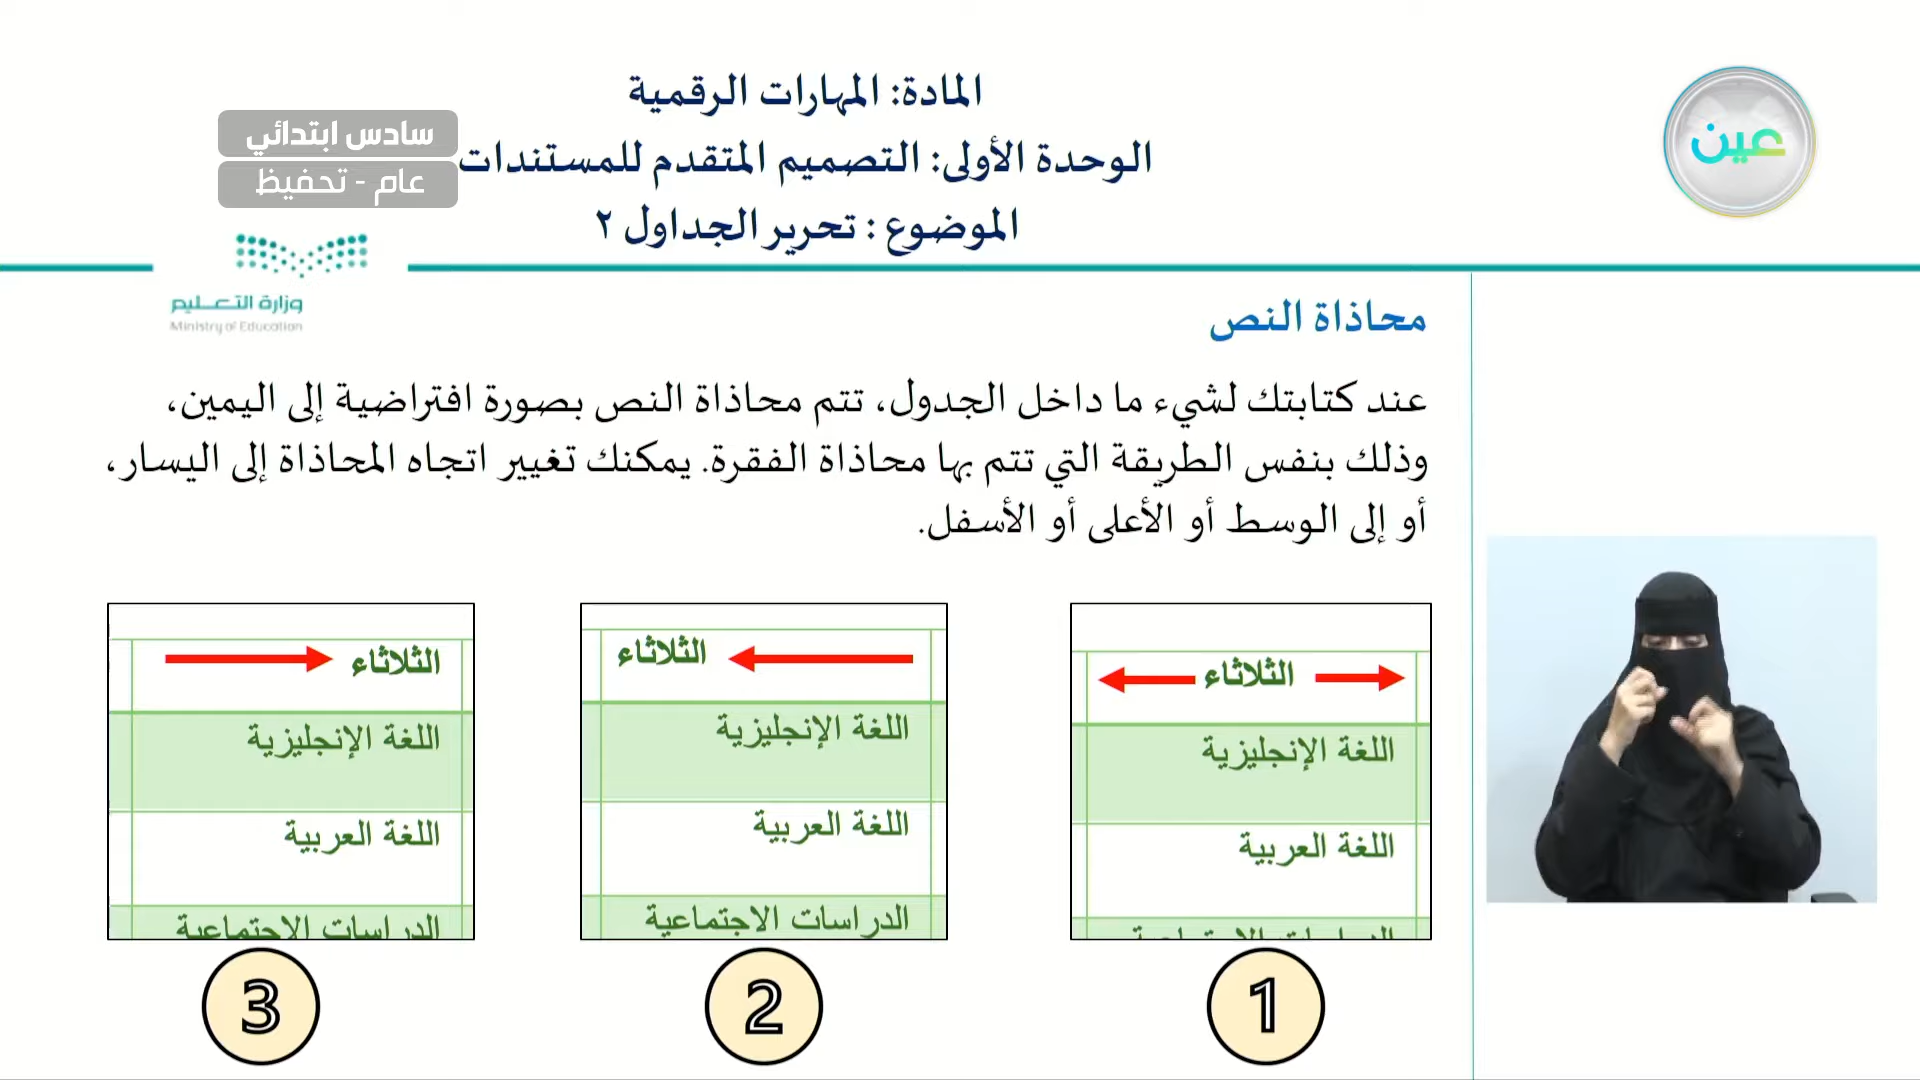 المادة: المهارات الرقمية
الوحدة الأولى: التصميم المتقدم للمستندات
الموضوع : تحرير الجداول ٢
عين
سادس ابتدائي
عام - تحفيظ
وزارة التعليم
Ministry of Education
محاذاة النص
عند كتابتك لشيء ما داخل الجدول، تتم محاذاة النص بصورة افتراضية إلى اليمين،
وذلك بنفس الطريقة التي تتم بها محاذاة الفقرة. يمكنك تغيير اتجاه المحاذاة إلى اليسار،
أو إلى الوسط أو الأعلى أو الأسفل.
الثلاثاء
اللغة الإنجليزية
اللغة العربية
1
الثلاثاء
اللغة الإنجليزية
اللغة العربية
الدراسات الاجتماعية
2
الثلاثاء
اللغة الإنجليزية
اللغة العربية
الدراسات الاجتماعية
3